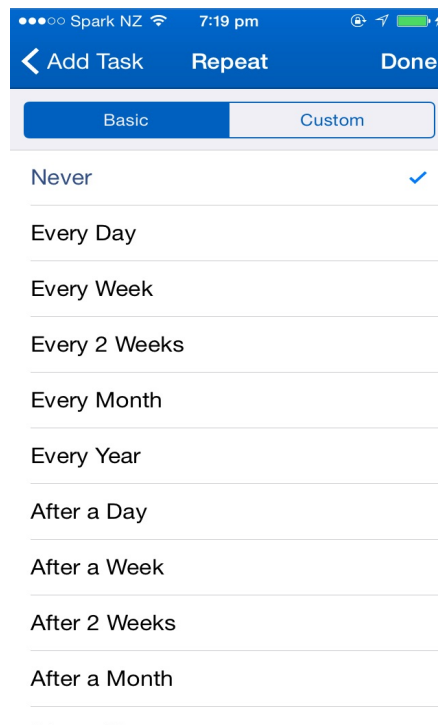 Spark NZ 7:19 pm
Add Task Repeat Done
Basic Custom
Never
Every Day
Every Week
Every 2 Weeks
Every Month
Every Year
After a Day
After a Week
After 2 Weeks
After a Month